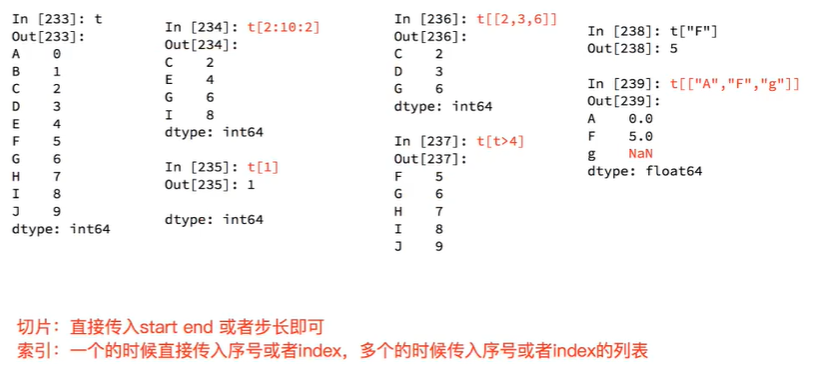 In [233]: t
Out[233]:
A    0
B    1
C    2
D    3
E    4
F    5
G    6
H    7
I    8
J    9
dtype: int64
In [234]: t[2:10:2]
Out[234]:
C    2
E    4
G    6
I    8
dtype: int64
In [235]: t[1]
Out[235]: 1
dtype: int64
In [236]: t[[2,3,6]]
Out[236]:
C    2
D    3
G    6
dtype: int64
In [237]: t[t>4]
Out[237]:
F    5
G    6
H    7
I    8
J    9
In [238]: t["F"]
Out[238]: 5
In [239]: t[["A","F","g"]]
Out[239]:
A    0.0
F    5.0
g    NaN
dtype: float64
切片：直接传入start end 或者步长即可
索引：一个的时候直接传入序号或者index，多个的时候传入序号或者index的列表